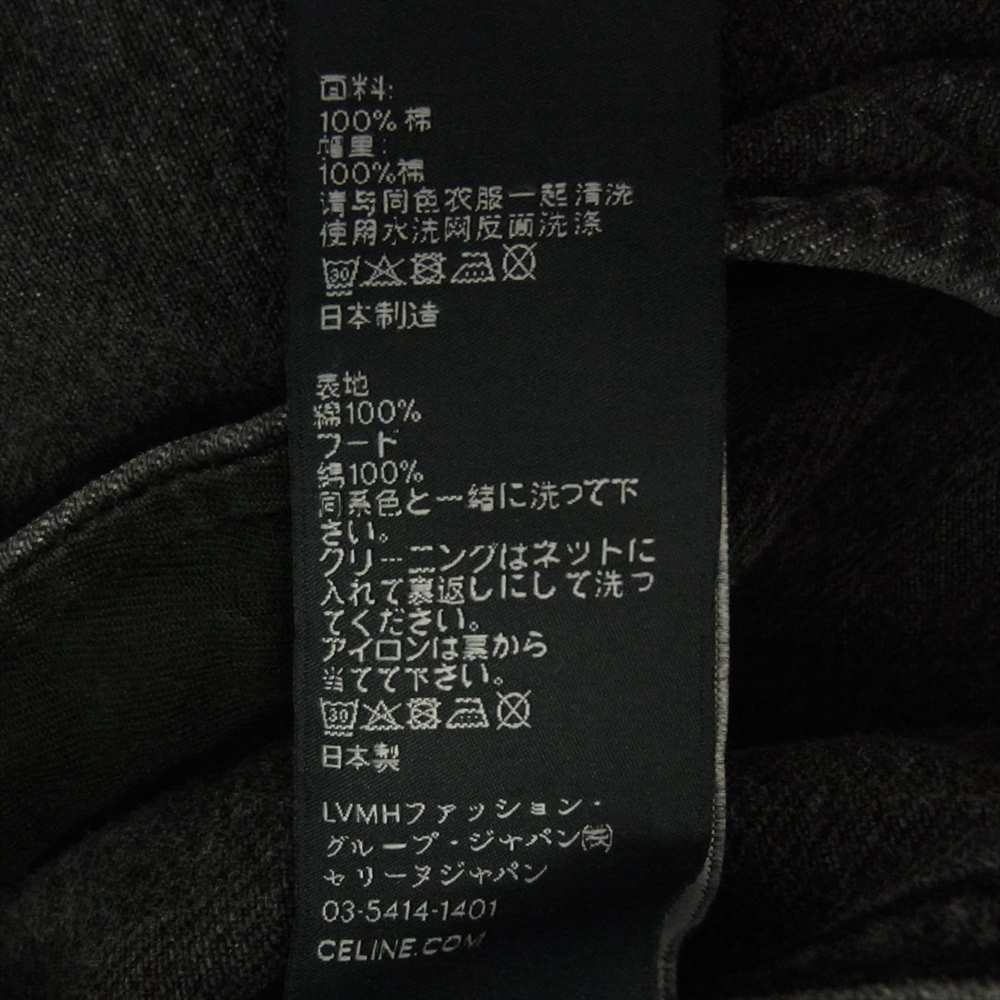 面料:
100% 棉
帽里:
100%棉
请与同色衣服一起清洗
使用水洗网反面洗涤
30
日本制造
表地
綿100%
フード
綿100%
同系色と一緒に洗って下
さい。
クリーニングはネットに
入れて裏返しにして洗っ
てください。
アイロンは裏から
当てて下さい。
30
日本製
LVMHファッション・
グループ・ジャパン㈱
セリーヌジャパン
03-5414-1401
CELINE.COM